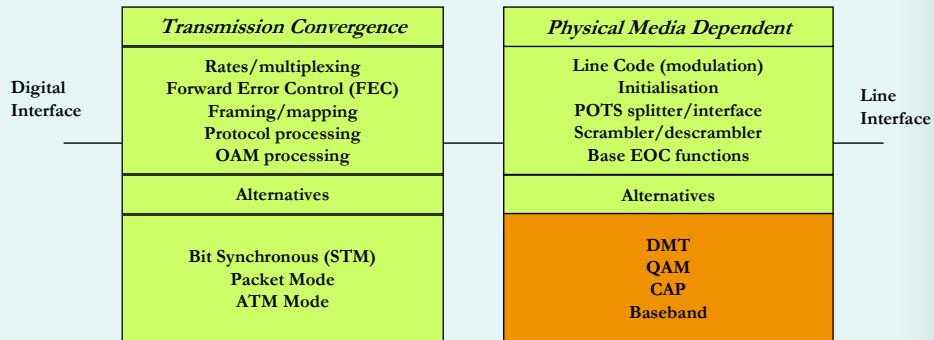 Transmission Convergence
Physical Media Dependent
Digital
Interface
Rates/multiplexing
Forward Error Control (FEC)
Framing/mapping
Protocol processing
OAM processing
Line Code (modulation)
Initialisation
POTS splitter/interface
Scrambler/descrambler
Base EOC functions
Line
Interface
Alternatives
Alternatives
Bit Synchronous (STM)
Packet Mode
ATM Mode
DMT
QAM
CAP
Baseband